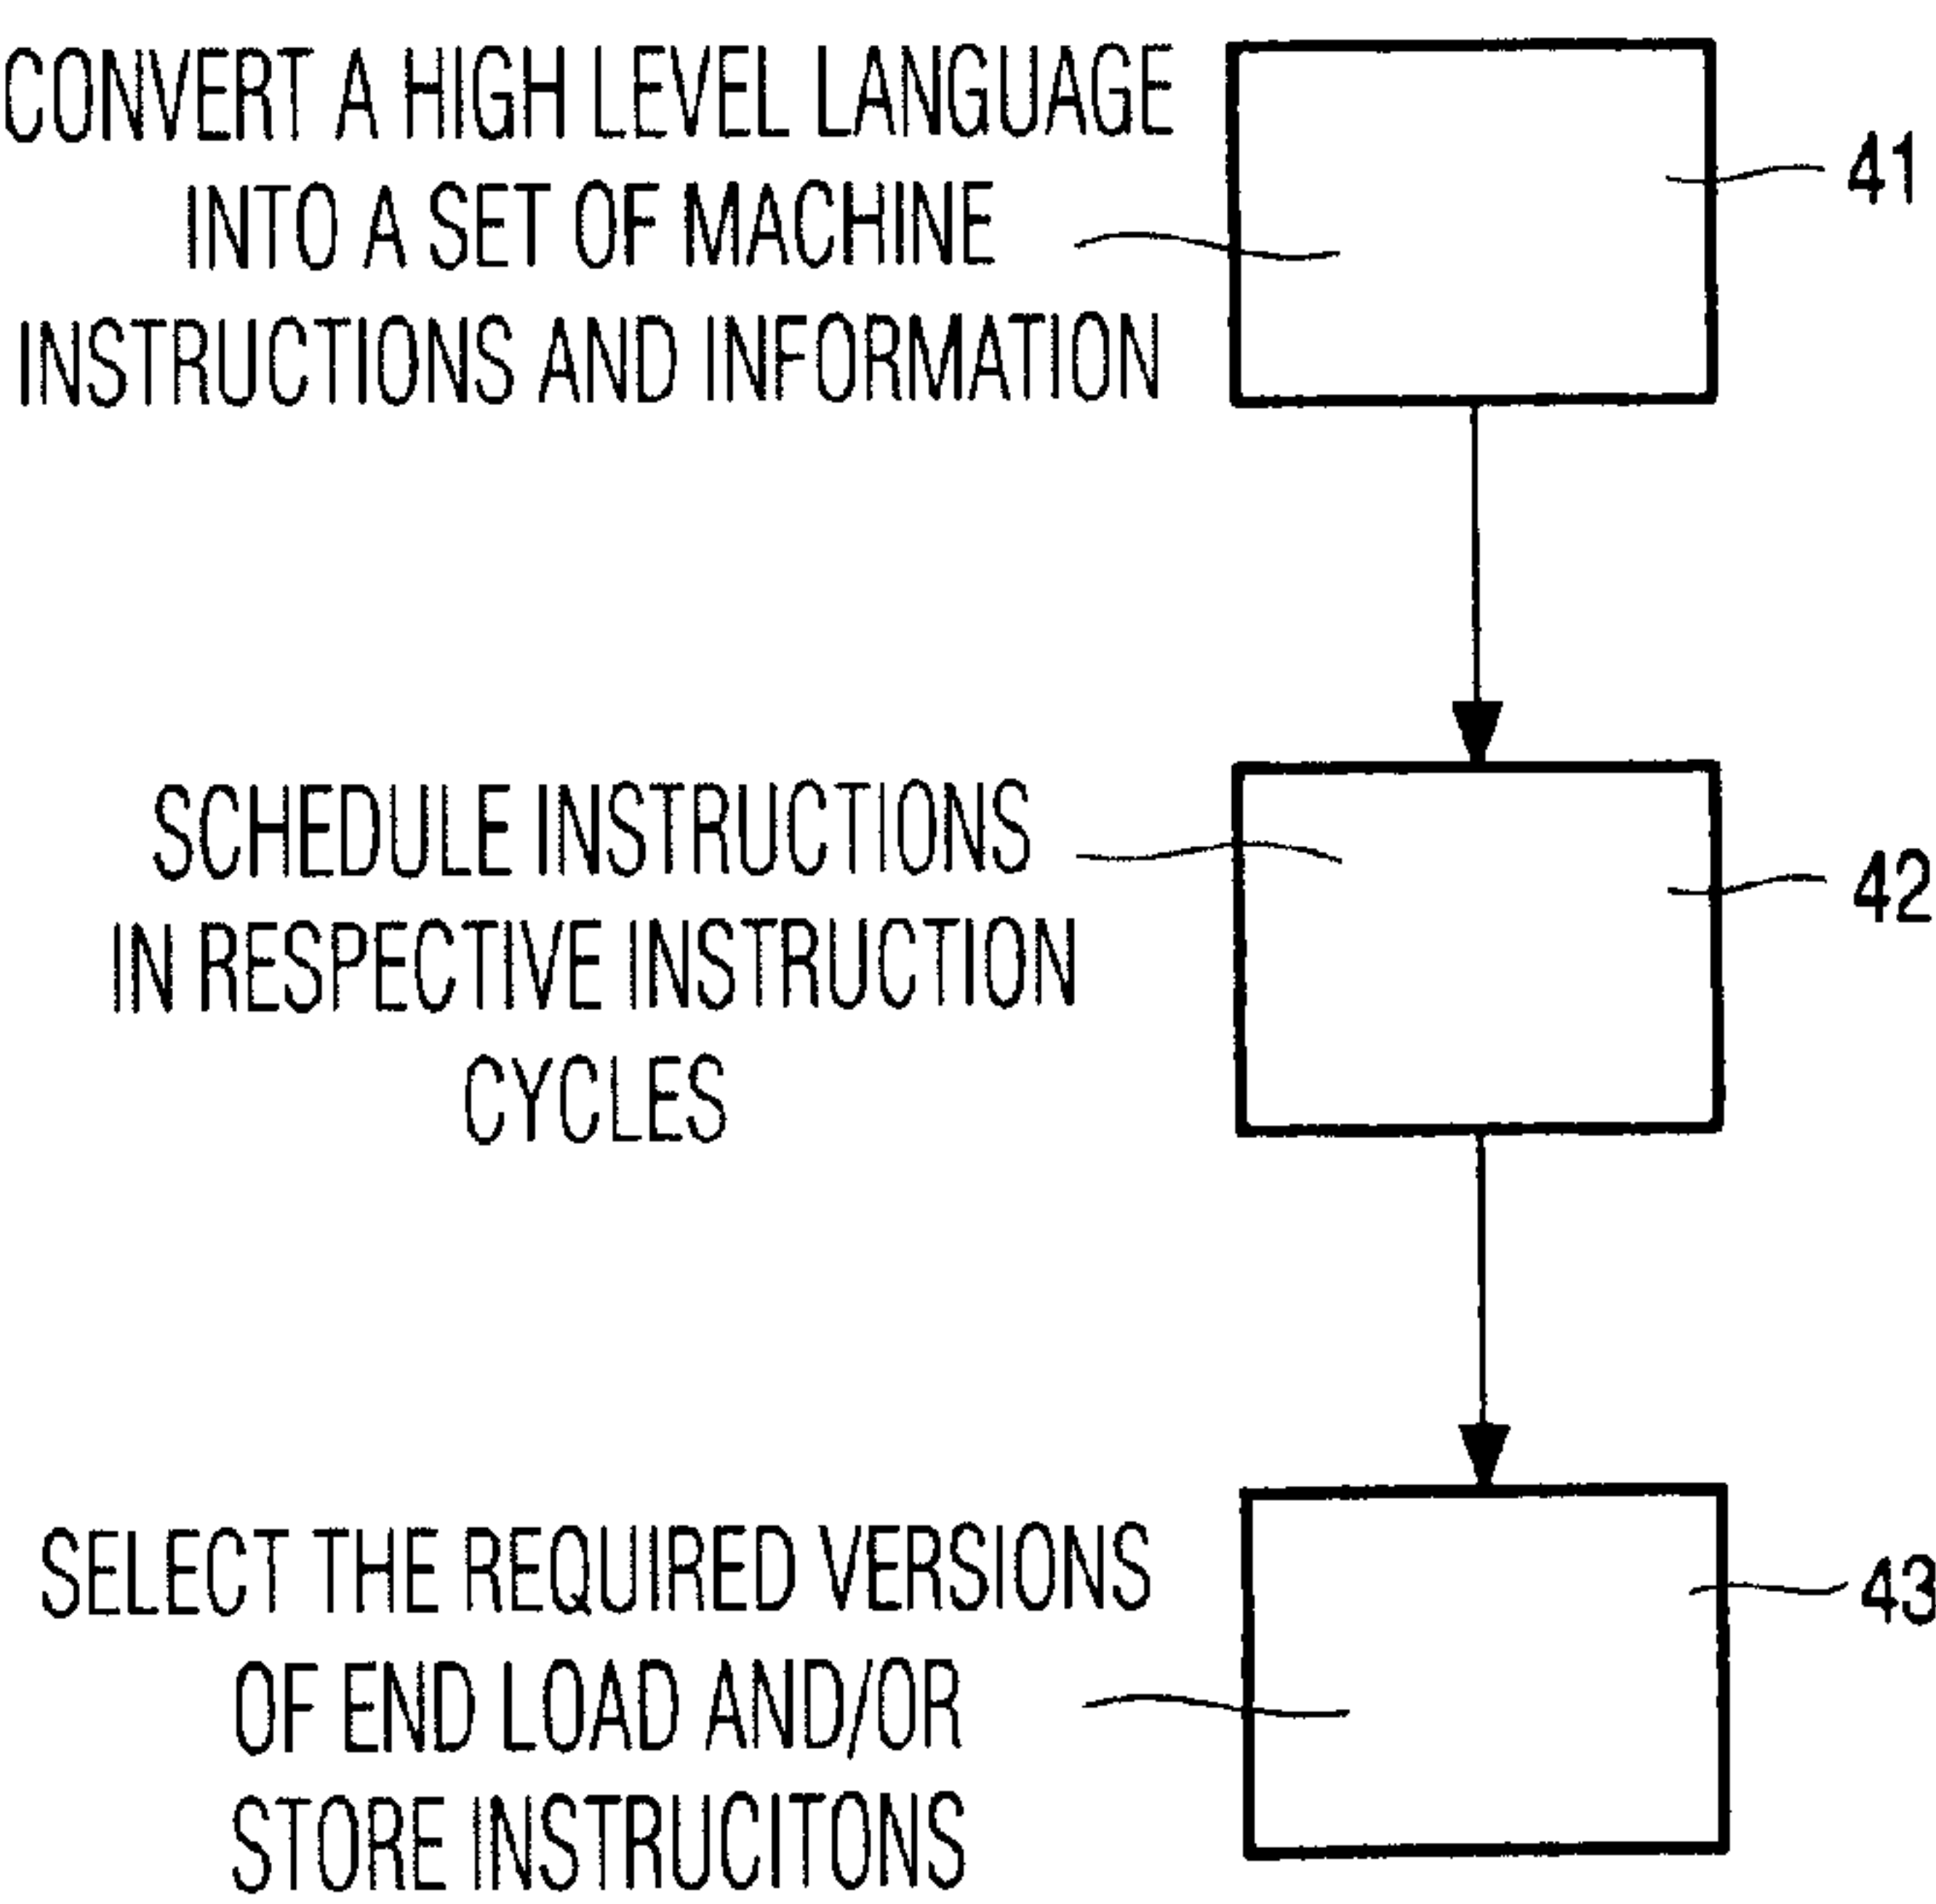 CONVERT A HIGH LEVEL LANGUAGE
INTO A SET OF MACHINE
INSTRUCTIONS AND INFORMATION
41
SCHEDULE INSTRUCTIONS
IN RESPECTIVE INSTRUCTION
CYCLES
42
SELECT THE REQUIRED VERSIONS
OF END LOAD AND/OR
STORE INSTRUCITONS
43